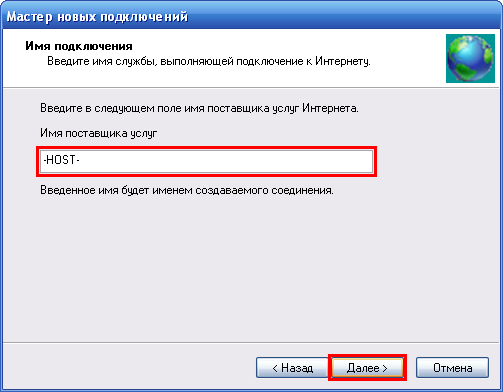 Мастер новых подключений
Имя подключения
Введите имя службы, выполняющей подключение к Интернету.
Введите в следующем поле имя поставщика услуг Интернета.
Имя поставщика услуг
-HOST-
Введенное имя будет именем создаваемого соединения.
< Назад Далее > Отмена